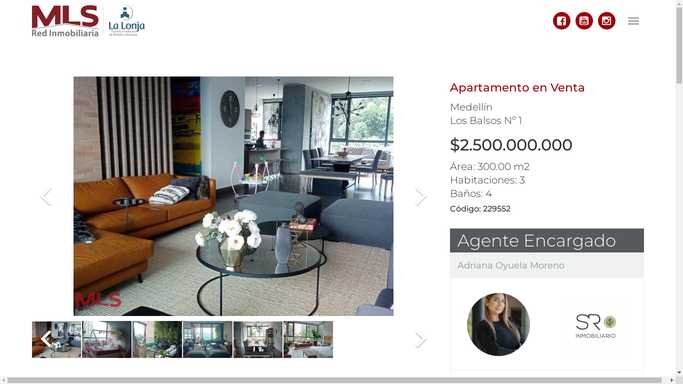 MLS
Red Inmobiliaria
La Lonja
Apartamento en Venta
Medellín
Los Balsos Nº 1
$2.500.000.000
Área: 300.00 m2
Habitaciones: 3
Baños: 4
Código: 229552
Agente Encargado
Adriana Oyuela Moreno
SR
INMOBILIARIO
MLS